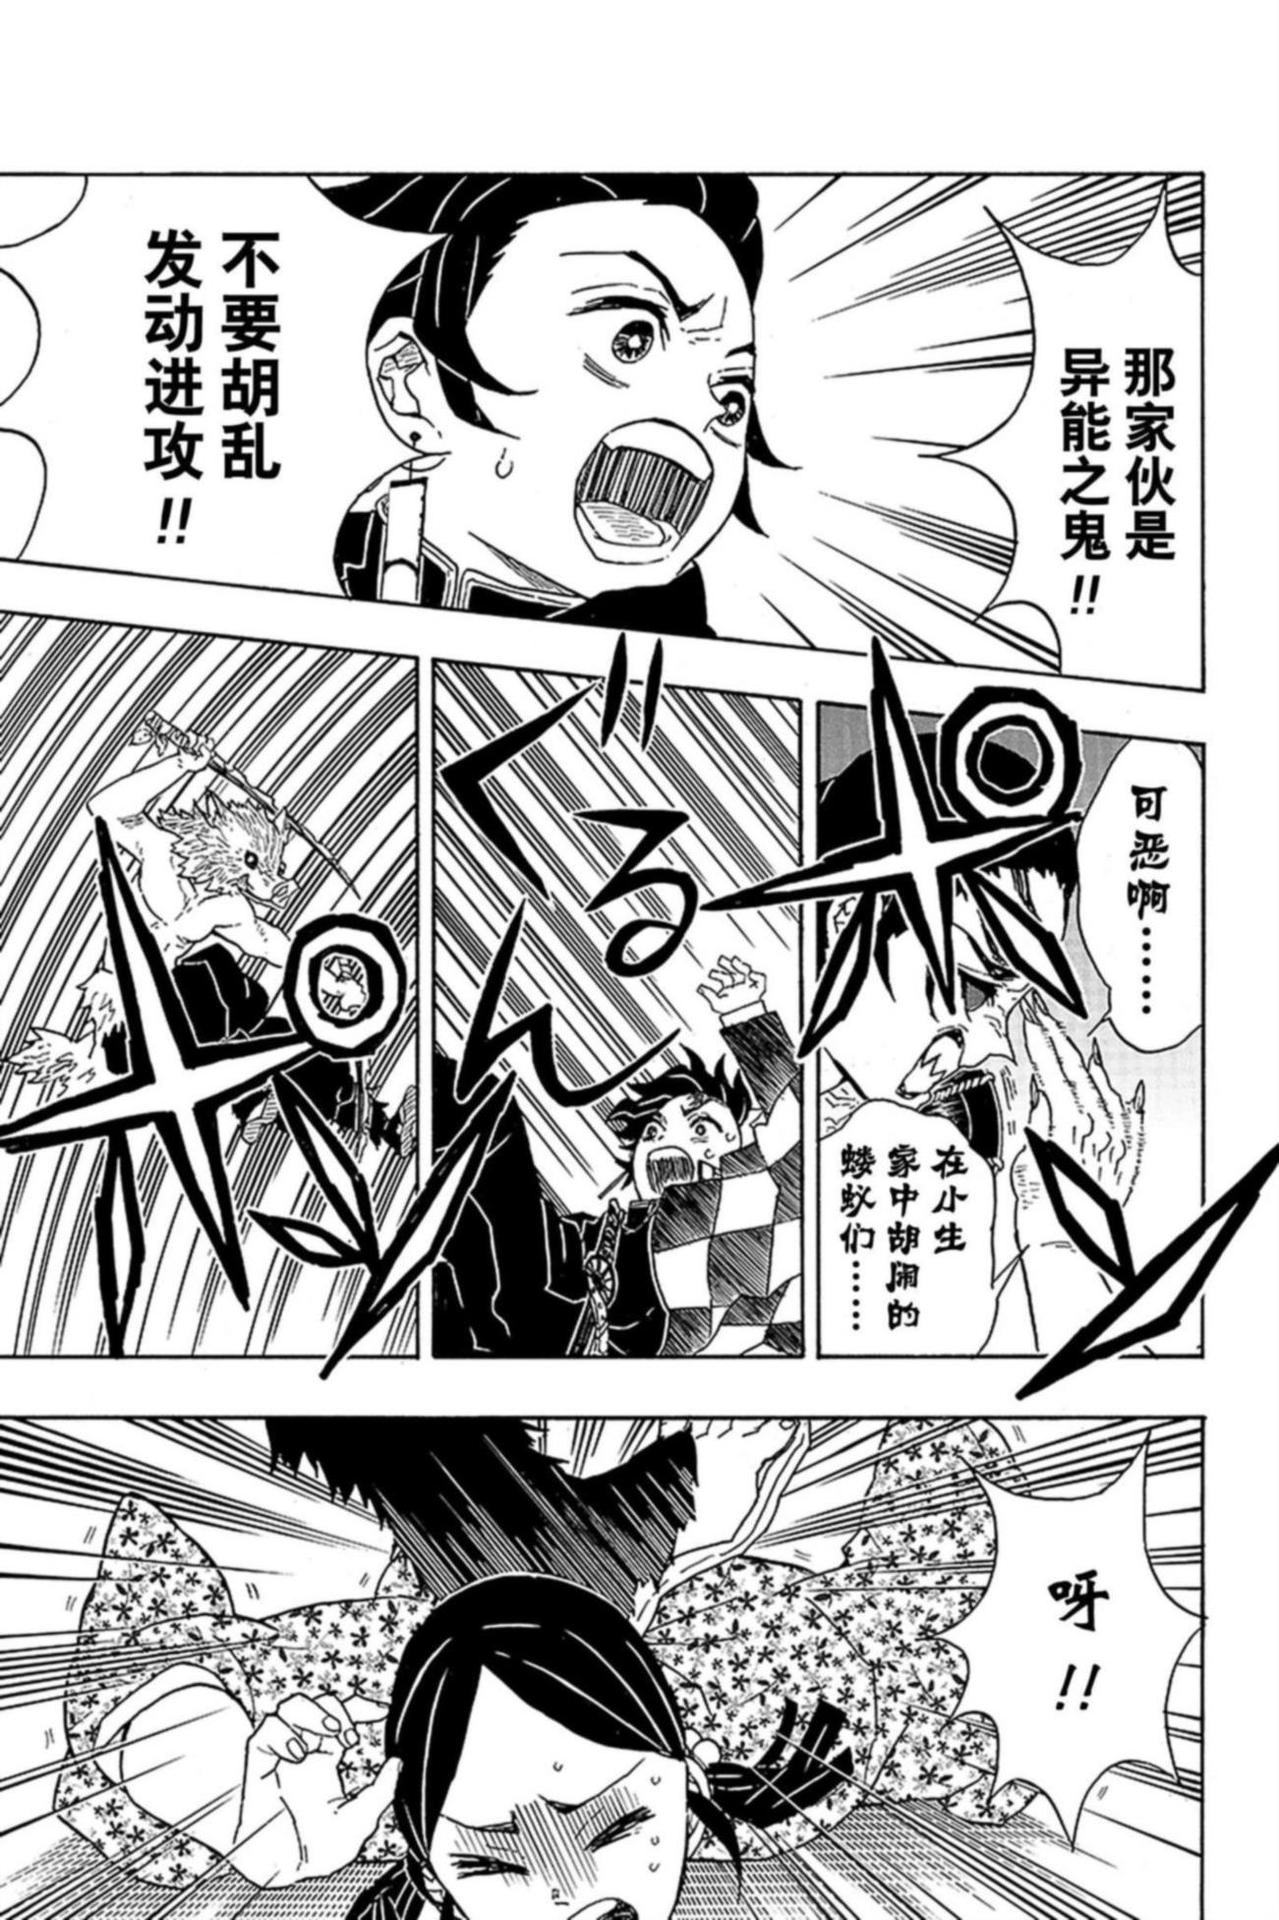 那家伙是
异能之鬼!!
不要胡乱
发动进攻!!
可恶啊……
在小生
家中胡闹的
蝼蚁们……
ポン
ぐるん
ポン
呀!!